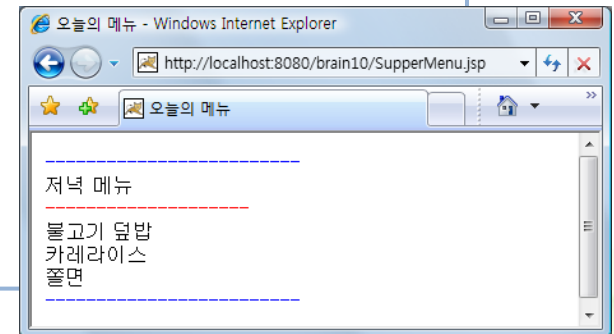 오늘의 메뉴 - Windows Internet Explorer
http://localhost:8080/brain10/SupperMenu.jsp
오늘의 메뉴
-------------------------
저녁 메뉴
--------------------
불고기 덮밥
카레라이스
쫄면
-------------------------